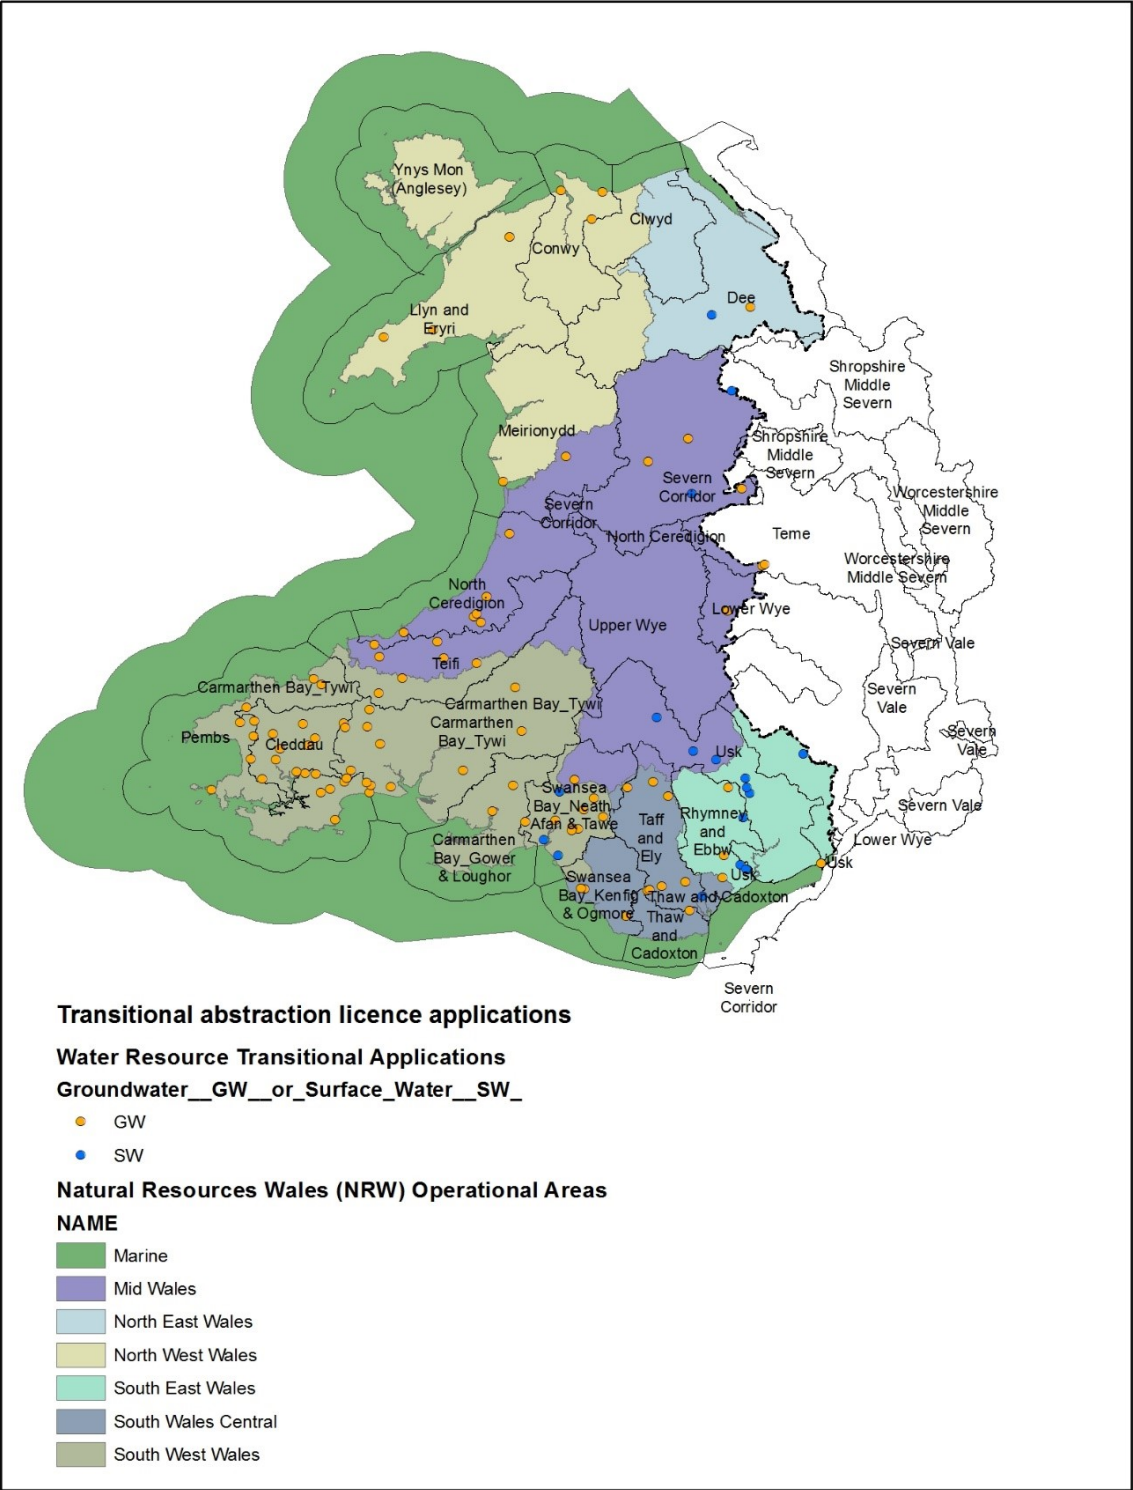 Ynys Mon
(Anglesey)
Clwyd
Conwy
Dee
Llyn and
Eryri
Shropshire
Middle
Severn
Meirionydd
Shropshire
Middle
Severn
Severn
Corridor
Worcestershire
Middle
Severn
Severn
Corridor
North Ceredigion
Teme
Worcestershire
Middle Severn
North
Ceredigion
Lower Wye
Upper Wye
Severn Vale
Teifi
Carmarthen Bay_Tywi
Carmarthen Bay_Tywi
Severn
Vale
Carmarthen
Bay_Tywi
Pembs
Cleddau
Severn
Vale
Usk
Swansea
Bay_Neath,
Afan & Tawe
Severn Vale
Taff
and
Ely
Rhymney
and
Ebbw
Lower Wye
Carmarthen
Bay_Gower
& Loughor
Usk
Usk
Swansea
Bay_Kenfig
& Ogmore
Thaw and Cadoxton
Thaw
and
Cadoxton
Severn
Corridor
Transitional abstraction licence applications
Water Resource Transitional Applications
Groundwater__GW__or_Surface_Water__SW_
GW
SW
Natural Resources Wales (NRW) Operational Areas
NAME
Marine
Mid Wales
North East Wales
North West Wales
South East Wales
South Wales Central
South West Wales